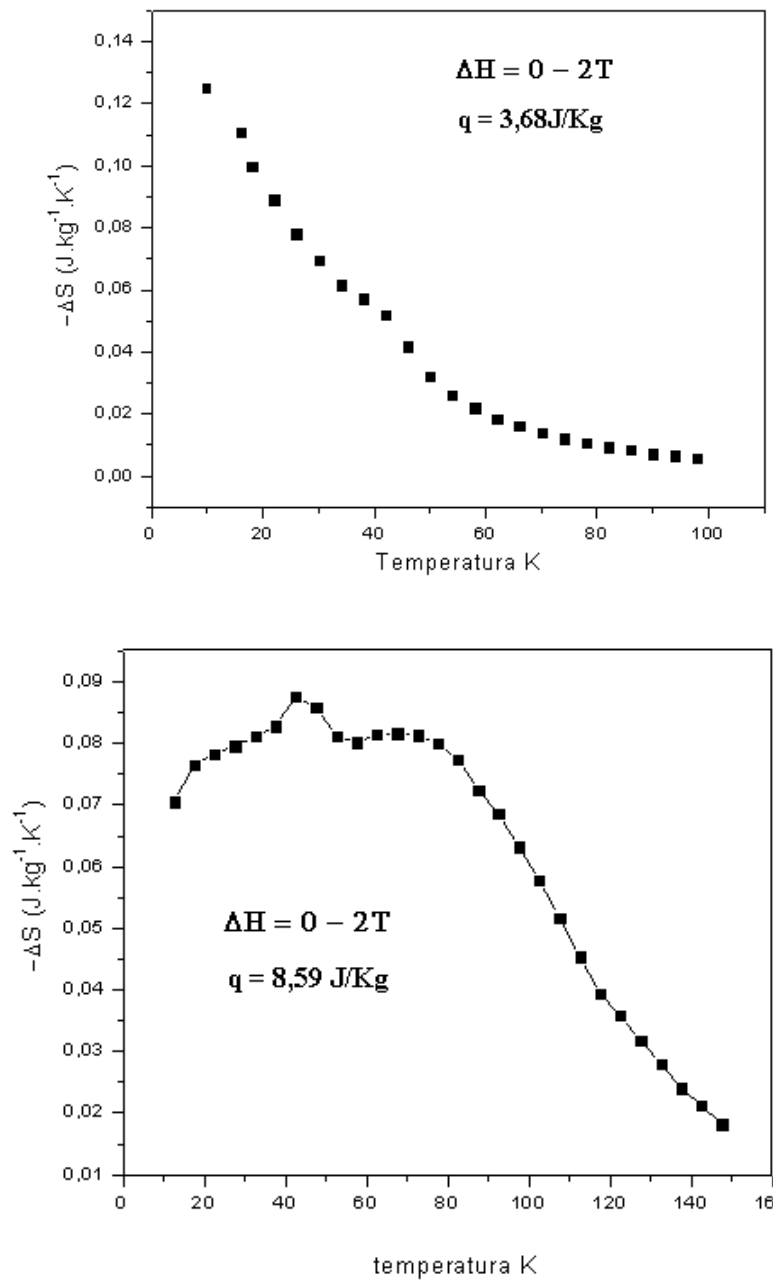 0,14
ΔH = 0 – 2T
q = 3,68J/Kg
0,12
0,10
0,08
0,06
0,04
0,02
0,00
−ΔS (J.kg⁻¹.K⁻¹)
0 20 40 60 80 100
Temperatura K
0,09
0,08
0,07
0,06
0,05
ΔH = 0 – 2T
q = 8,59 J/Kg
0,04
0,03
0,02
0,01
−ΔS (J.kg⁻¹.K⁻¹)
0 20 40 60 80 100 120 140
temperatura K